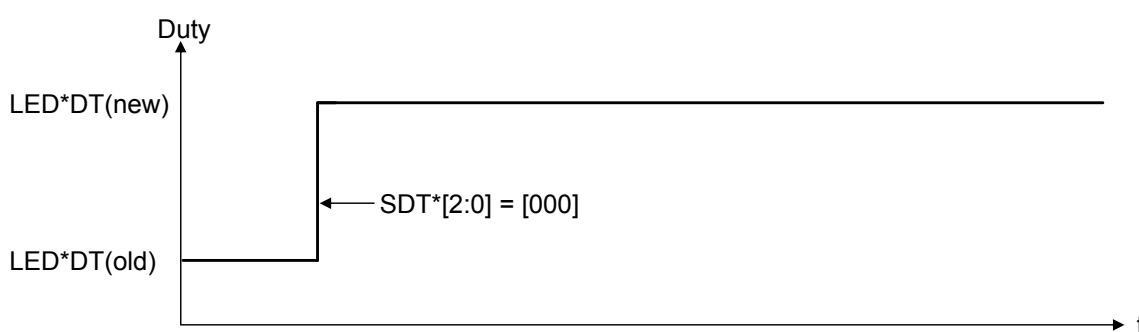 Duty
LED*DT(new)
SDT*[2:0] = [000]
LED*DT(old)
t